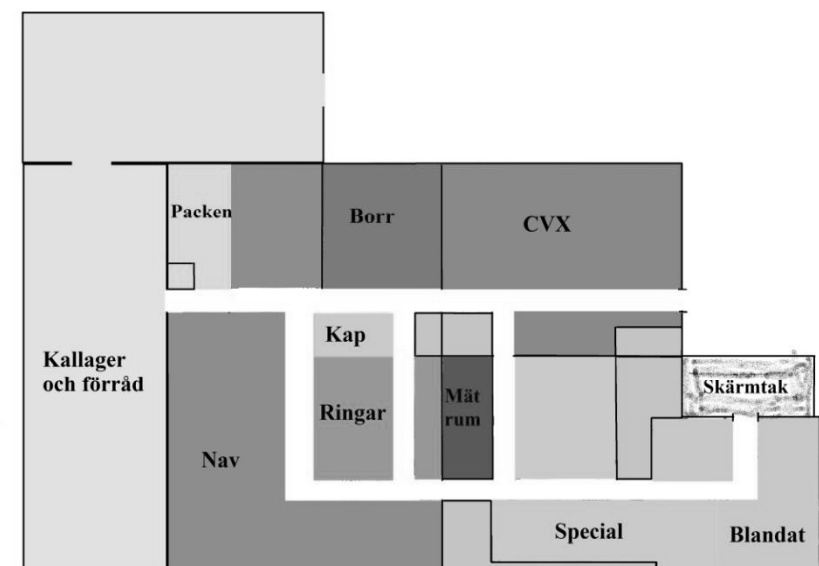 Packen
Borr
CVX
Kap
Kallager
och förråd
Ringar
Mät
rum
Skärmtak
Nav
Special
Blandat